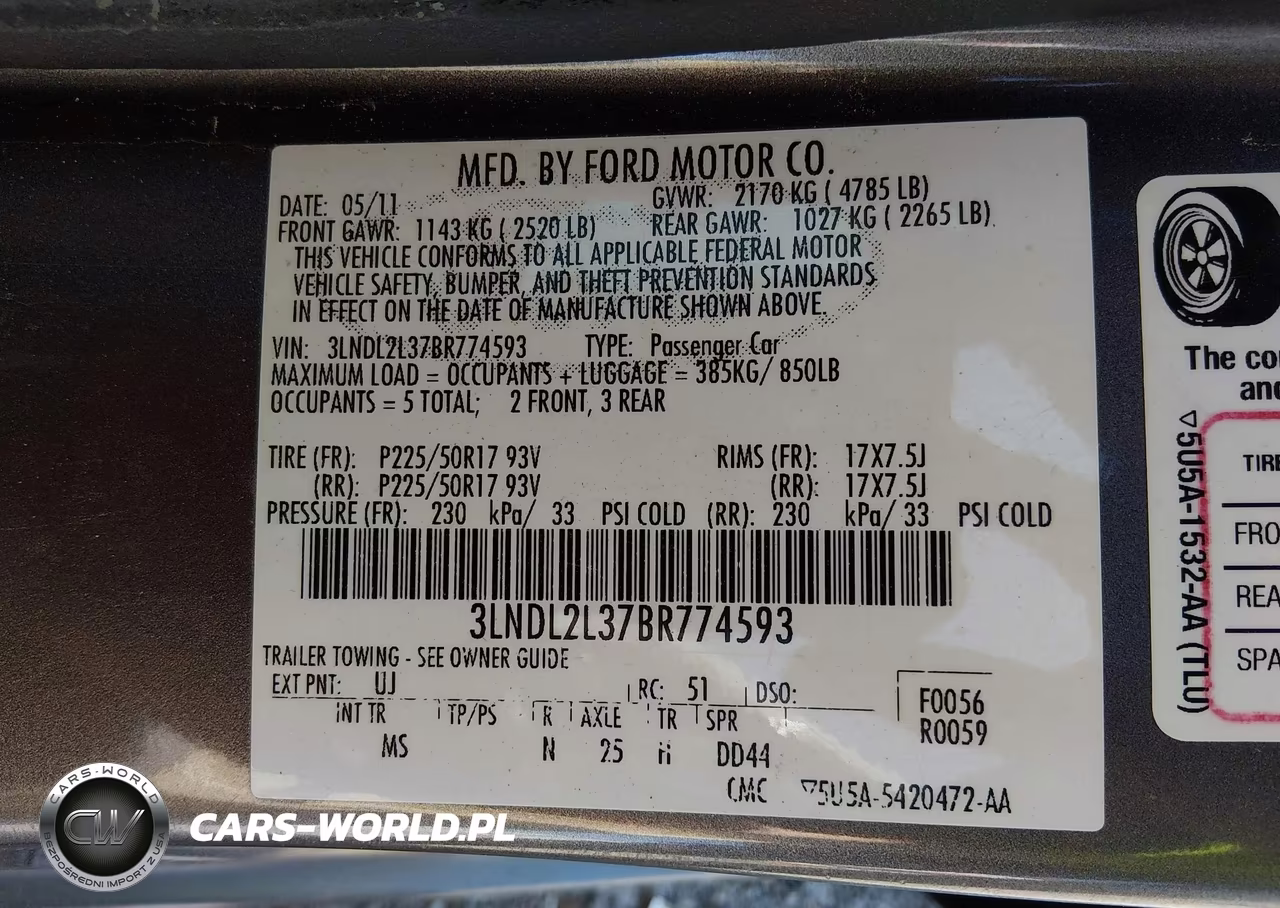 MFD. BY FORD MOTOR CO.
DATE: 05/11 GVWR: 2170 KG ( 4785 LB)
FRONT GAWR: 1143 KG ( 2520 LB) REAR GAWR: 1027 KG ( 2265 LB)
THIS VEHICLE CONFORMS TO ALL APPLICABLE FEDERAL MOTOR
VEHICLE SAFETY, BUMPER, AND THEFT PREVENTION STANDARDS
IN EFFECT ON THE DATE OF MANUFACTURE SHOWN ABOVE.
VIN: 3LNDL2L37BR774593 TYPE: Passenger Car
MAXIMUM LOAD = OCCUPANTS + LUGGAGE = 385KG/ 850LB
OCCUPANTS = 5 TOTAL; 2 FRONT, 3 REAR
TIRE (FR): P225/50R17 93V RIMS (FR): 17X7.5J
(RR): P225/50R17 93V (RR): 17X7.5J
PRESSURE (FR): 230 kPa/ 33 PSI COLD (RR): 230 kPa/ 33 PSI COLD
3LNDL2L37BR774593
TRAILER TOWING - SEE OWNER GUIDE
EXT PNT: UJ RC: 51 DSO:
F0056
R0059
INT TR TP/PS R AXLE TR SPR
MS N 25 H DD44
CMC ▽5U5A-5420472-AA
The co
and
▽5U5A-1532-AA (TLU)
TIRE
FRO
REA
SPA
CARS-WORLD
CW
BEZPOŚREDNI IMPORT Z USA
CARS-WORLD.PL